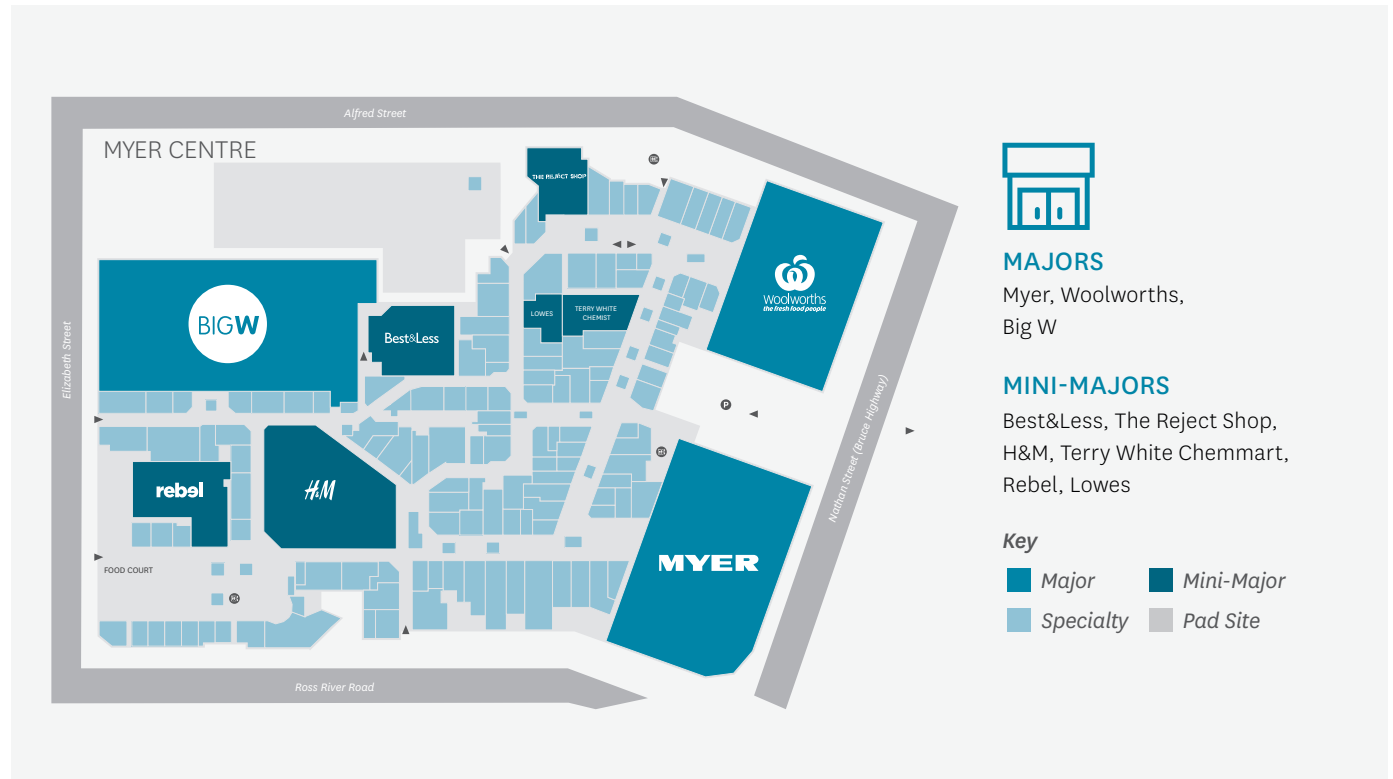 Alfred Street
MYER CENTRE
THE REJECT SHOP
Woolworths
the fresh food people
BIGW
LOWES
TERRY WHITE
CHEMIST
Best&Less
Elizabeth Street
Nathan Street (Bruce Highway)
P
rebel
H&M
MYER
FOOD COURT
Ross River Road
MAJORS
Myer, Woolworths,
Big W
MINI-MAJORS
Best&Less, The Reject Shop,
H&M, Terry White Chemmart,
Rebel, Lowes
Key
Major
Mini-Major
Specialty
Pad Site